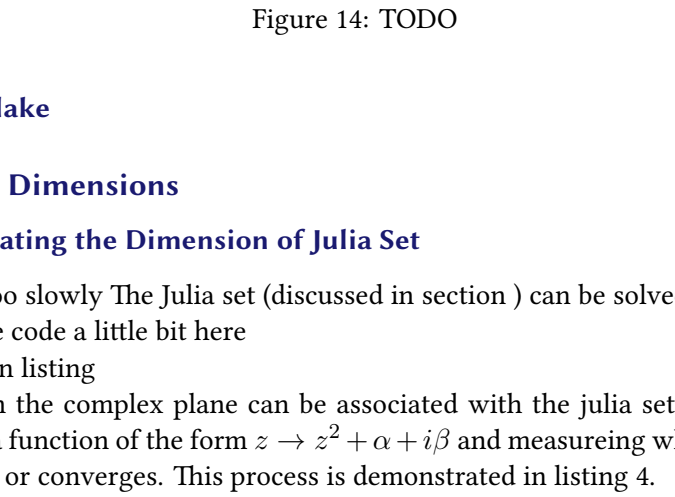 Figure 14: TODO
lake
Dimensions
ating the Dimension of Julia Set
oo slowly The Julia set (discussed in section ) can be solve
e code a little bit here
n listing
n the complex plane can be associated with the julia set
a function of the form z → z² + α + iβ and measureing w
or converges. This process is demonstrated in listing 4.